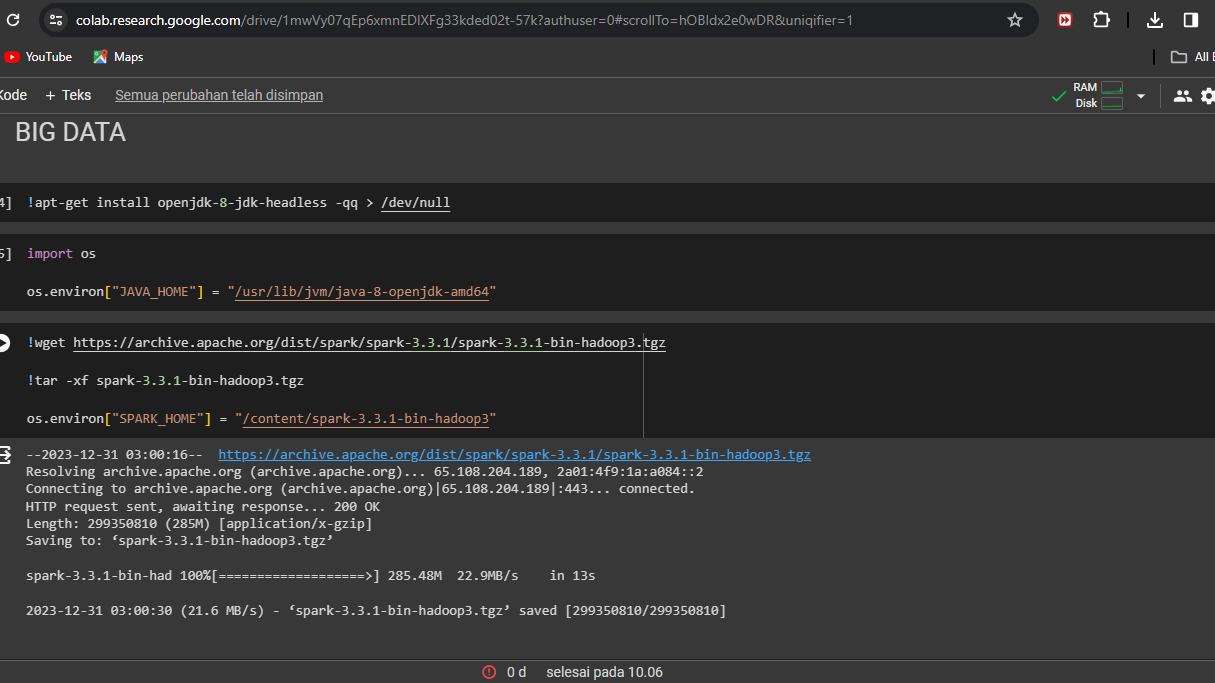 colab.research.google.com/drive/1mwVy07qEp6xmnEDlXFg33kded02t-57k?authuser=0#scrollTo=hOBIdx2e0wDR&uniqifier=1
YouTube Maps All
Kode + Teks Semua perubahan telah disimpan RAM
Disk
BIG DATA
4] !apt-get install openjdk-8-jdk-headless -qq > /dev/null
5] import os
os.environ["JAVA_HOME"] = "/usr/lib/jvm/java-8-openjdk-amd64"
!wget https://archive.apache.org/dist/spark/spark-3.3.1/spark-3.3.1-bin-hadoop3.tgz
!tar -xf spark-3.3.1-bin-hadoop3.tgz
os.environ["SPARK_HOME"] = "/content/spark-3.3.1-bin-hadoop3"
--2023-12-31 03:00:16-- https://archive.apache.org/dist/spark/spark-3.3.1/spark-3.3.1-bin-hadoop3.tgz
Resolving archive.apache.org (archive.apache.org)... 65.108.204.189, 2a01:4f9:1a:a084::2
Connecting to archive.apache.org (archive.apache.org)|65.108.204.189|:443... connected.
HTTP request sent, awaiting response... 200 OK
Length: 299350810 (285M) [application/x-gzip]
Saving to: ‘spark-3.3.1-bin-hadoop3.tgz’
spark-3.3.1-bin-had 100%[===================>] 285.48M 22.9MB/s in 13s
2023-12-31 03:00:30 (21.6 MB/s) - ‘spark-3.3.1-bin-hadoop3.tgz’ saved [299350810/299350810]
0 d selesai pada 10.06